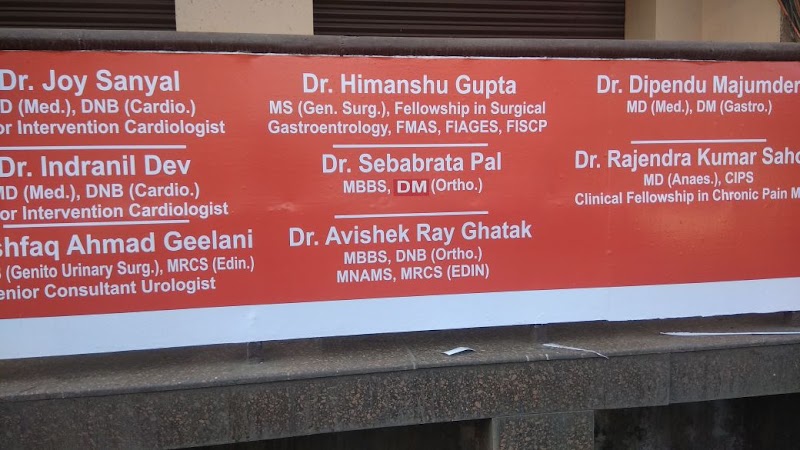 Dr. Joy Sanyal
D (Med.), DNB (Cardio.)
or Intervention Cardiologist
Dr. Indranil Dev
MD (Med.), DNB (Cardio.)
or Intervention Cardiologist
shfaq Ahmad Geelani
(Genito Urinary Surg.), MRCS (Edin.)
enior Consultant Urologist
Dr. Himanshu Gupta
MS (Gen. Surg.), Fellowship in Surgical
Gastroentrology, FMAS, FIAGES, FISCP
Dr. Sebabrata Pal
MBBS, DM (Ortho.)
Dr. Avishek Ray Ghatak
MBBS, DNB (Ortho.)
MNAMS, MRCS (EDIN)
Dr. Dipendu Majumder
MD (Med.), DM (Gastro.)
Dr. Rajendra Kumar Saho
MD (Anaes.), CIPS
Clinical Fellowship in Chronic Pain M